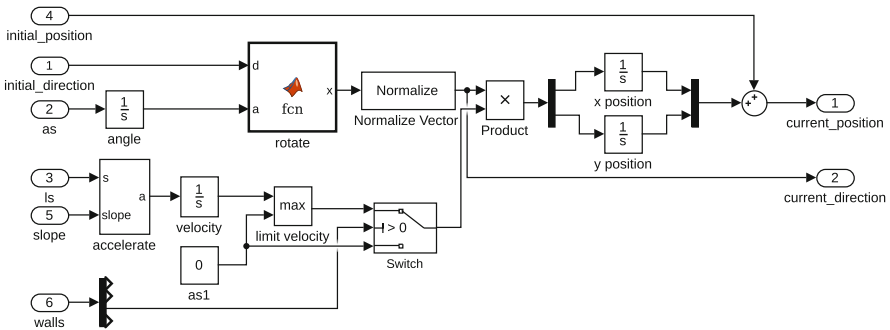 4
initial_position
1
initial_direction
2
as
1
s
angle
d
a
x
fcn
rotate
Normalize
Normalize Vector
×
Product
1
s
x position
1
s
y position
+
+
1
current_position
2
current_direction
3
ls
5
slope
s
slope
a
accelerate
1
s
velocity
max
limit velocity
0
as1
> 0
Switch
6
walls